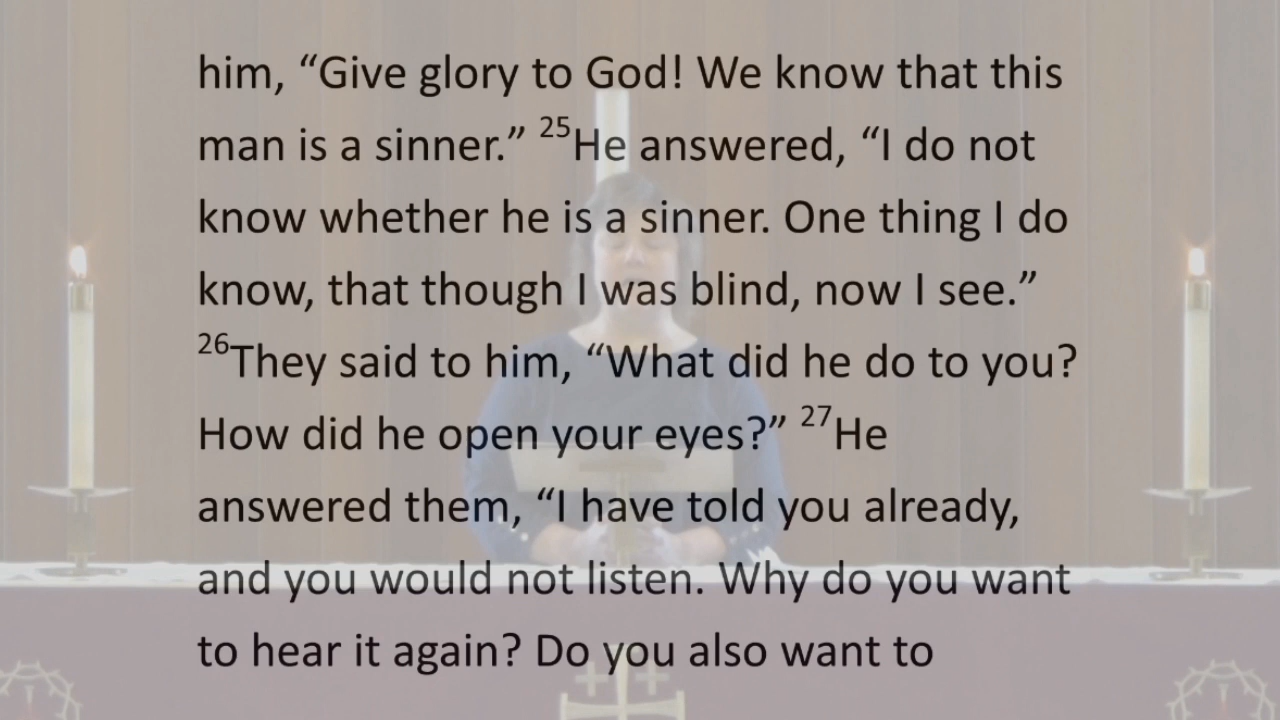 him, “Give glory to God! We know that this
man is a sinner.” 25He answered, “I do not
know whether he is a sinner. One thing I do
know, that though I was blind, now I see.”
26They said to him, “What did he do to you?
How did he open your eyes?” 27He
answered them, “I have told you already,
and you would not listen. Why do you want
to hear it again? Do you also want to